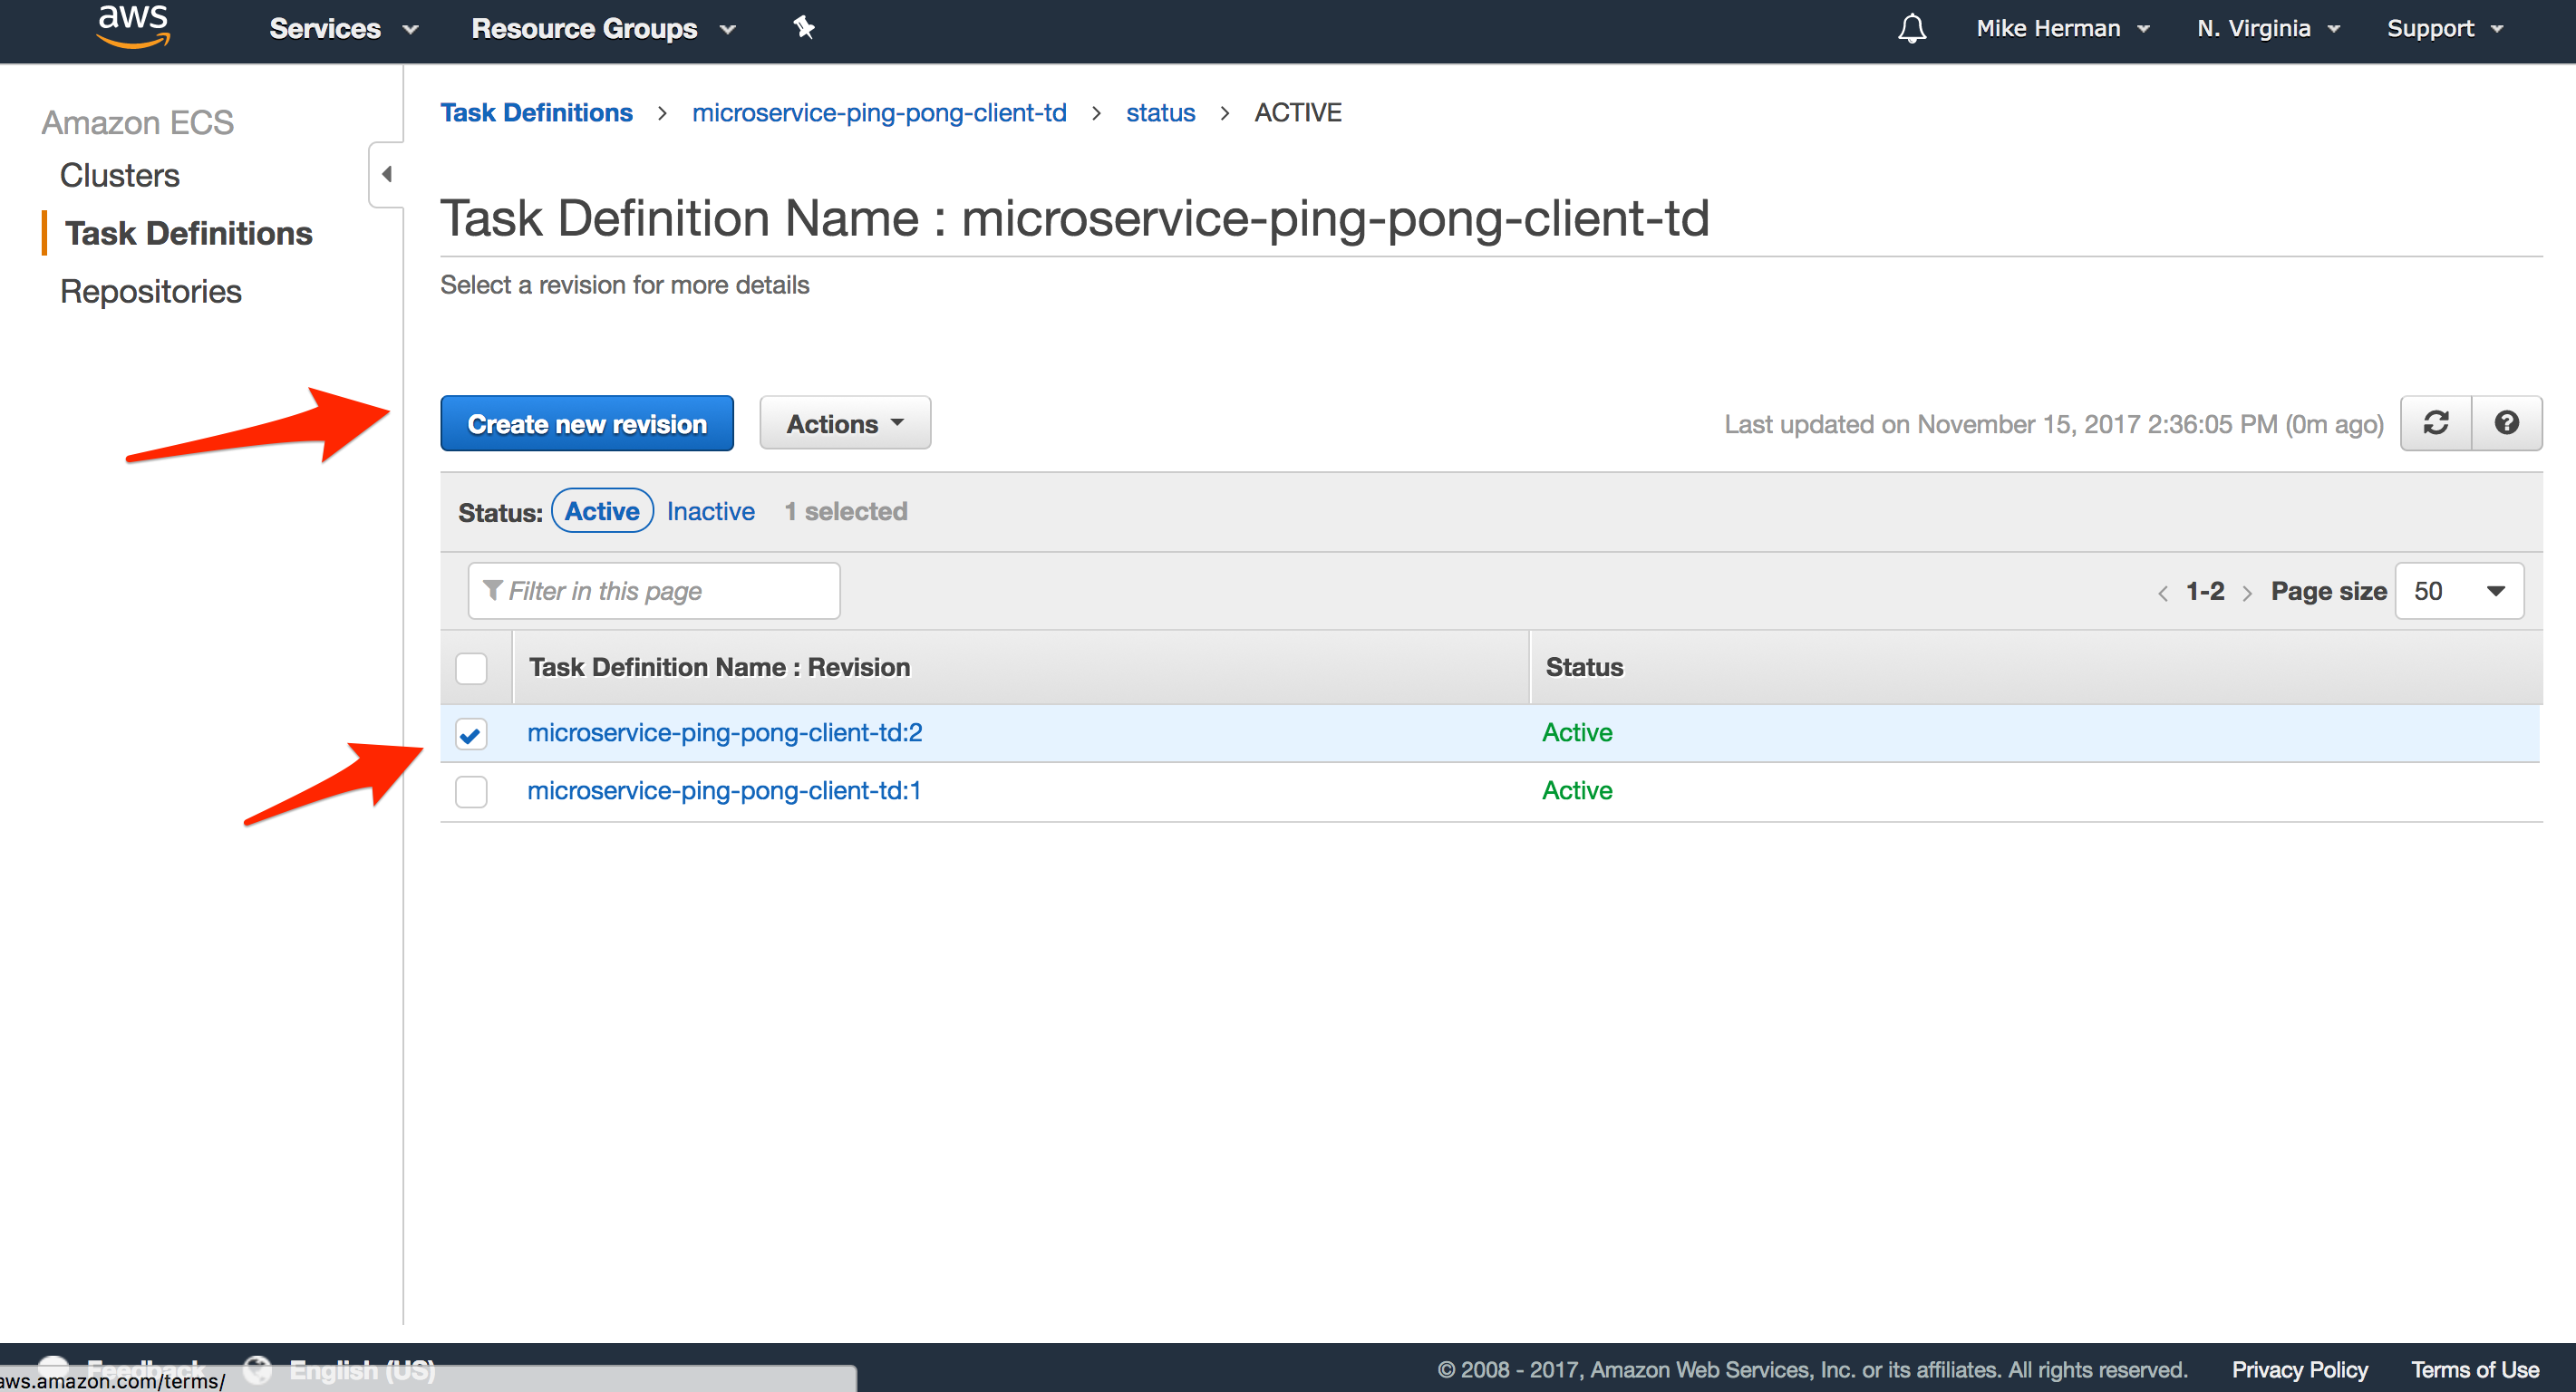 aws Services Resource Groups Mike Herman N. Virginia Support
Amazon ECS
Clusters
Task Definitions
Repositories
Task Definitions > microservice-ping-pong-client-td > status > ACTIVE
Task Definition Name : microservice-ping-pong-client-td
Select a revision for more details
Create new revision Actions Last updated on November 15, 2017 2:36:05 PM (0m ago)
Status: Active Inactive 1 selected
Filter in this page < 1-2 > Page size 50
Task Definition Name : Revision Status
microservice-ping-pong-client-td:2 Active
microservice-ping-pong-client-td:1 Active
Feedback English (US) © 2008 - 2017, Amazon Web Services, Inc. or its affiliates. All rights reserved. Privacy Policy Terms of Use
aws.amazon.com/terms/